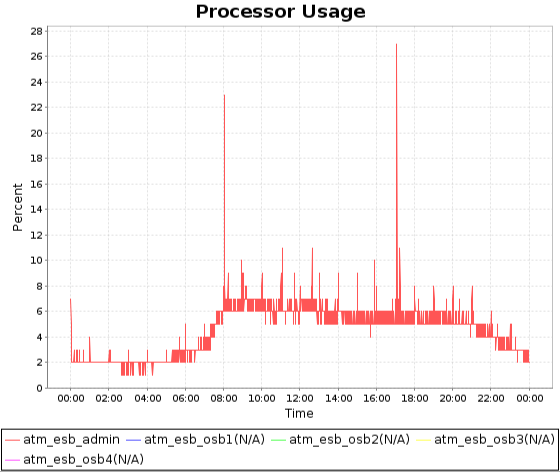 Processor Usage
28
26
24
22
20
18
16
14
12
10
8
6
4
2
0
Percent
00:00 02:00 04:00 06:00 08:00 10:00 12:00 14:00 16:00 18:00 20:00 22:00 00:00
Time
atm_esb_admin atm_esb_osb1(N/A) atm_esb_osb2(N/A) atm_esb_osb3(N/A)
atm_esb_osb4(N/A)